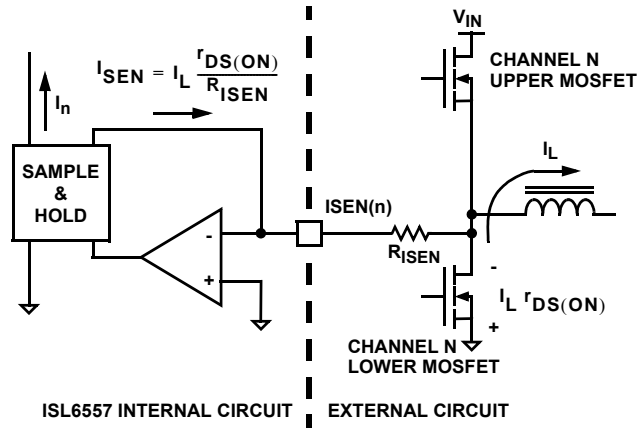 V_IN
CHANNEL N
UPPER MOSFET
I_SEN = I_L r_DS(ON) / R_ISEN
I_n
SAMPLE
&
HOLD
I_L
ISEN(n)
R_ISEN
-
+
-
I_L r_DS(ON)
+
CHANNEL N
LOWER MOSFET
ISL6557 INTERNAL CIRCUIT
EXTERNAL CIRCUIT